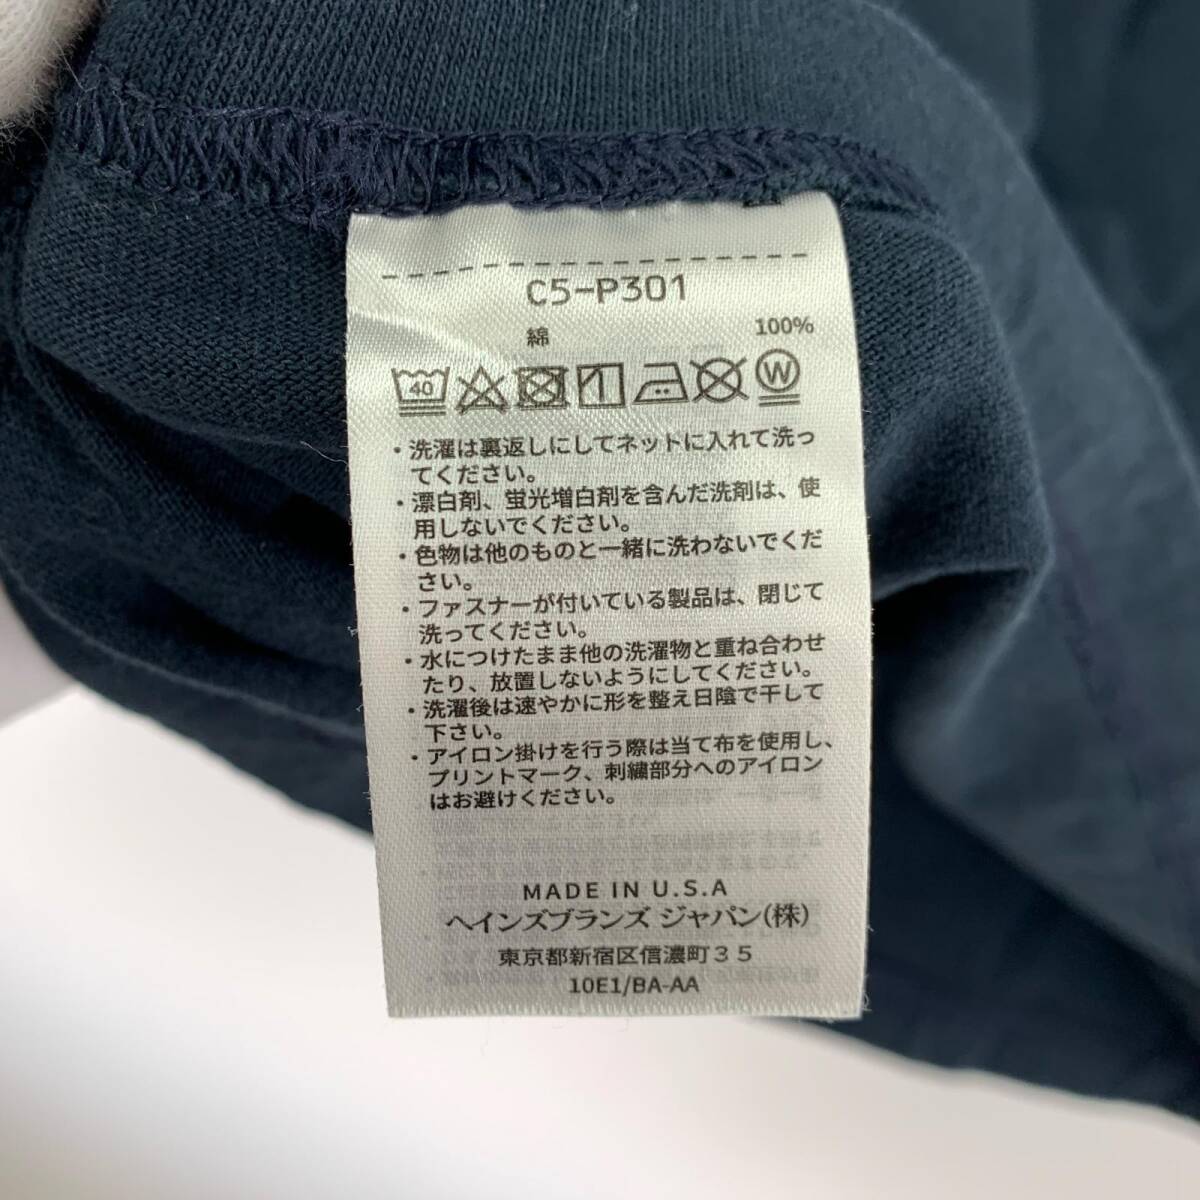 C5-P301
綿 100%
40 W
・洗濯は裏返しにしてネットに入れて洗っ
てください。
・漂白剤、蛍光増白剤を含んだ洗剤は、使
用しないでください。
・色物は他のものと一緒に洗わないでくだ
さい。
・ファスナーが付いている製品は、閉じて
洗ってください。
・水につけたまま他の洗濯物と重ね合わせ
たり、放置しないようにしてください。
・洗濯後は速やかに形を整え日陰で干して
下さい。
・アイロン掛けを行う際は当て布を使用し、
プリントマーク、刺繍部分へのアイロン
はお避けください。
MADE IN U.S.A
ヘインズブランズ ジャパン(株)
東京都新宿区信濃町３５
10E1/BA-AA